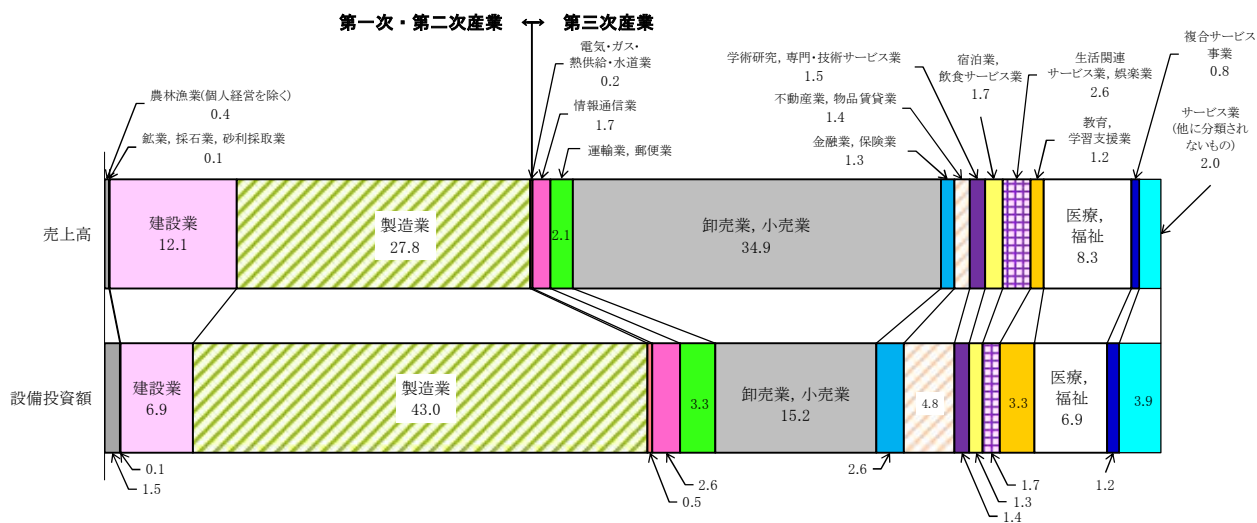 第一次・第二次産業 ⟷ 第三次産業
電気・ガス・
熱供給・水道業
0.2
情報通信業
1.7
運輸業, 郵便業
農林漁業(個人経営を除く)
0.4
鉱業, 採石業, 砂利採取業
0.1
学術研究, 専門・技術サービス業
1.5
不動産業, 物品賃貸業
1.4
金融業, 保険業
1.3
宿泊業,
飲食サービス業
1.7
生活関連
サービス業, 娯楽業
2.6
教育,
学習支援業
1.2
複合サービス
事業
0.8
サービス業
(他に分類され
ないもの)
2.0
売上高
建設業
12.1
製造業
27.8
2.1
卸売業, 小売業
34.9
医療,
福祉
8.3
設備投資額
建設業
6.9
製造業
43.0
3.3
卸売業, 小売業
15.2
4.8
3.3
医療,
福祉
6.9
3.9
0.1
1.5
2.6
0.5
2.6
1.7
1.3
1.4
1.2